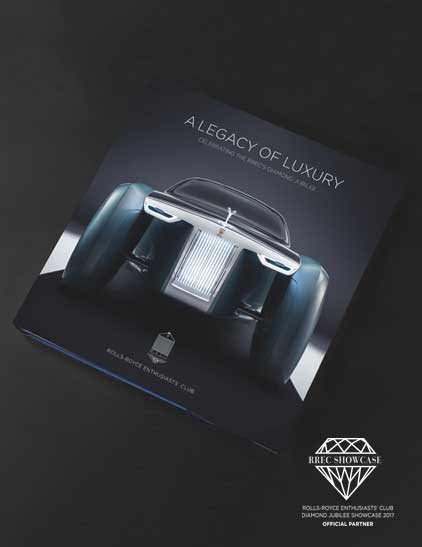 A LEGACY OF LUXURY
CELEBRATING THE RREC'S DIAMOND JUBILEE
ROLLS-ROYCE ENTHUSIASTS' CLUB
RREC SHOWCASE
ROLLS-ROYCE ENTHUSIASTS' CLUB
DIAMOND JUBILEE SHOWCASE 2017
OFFICIAL PARTNER